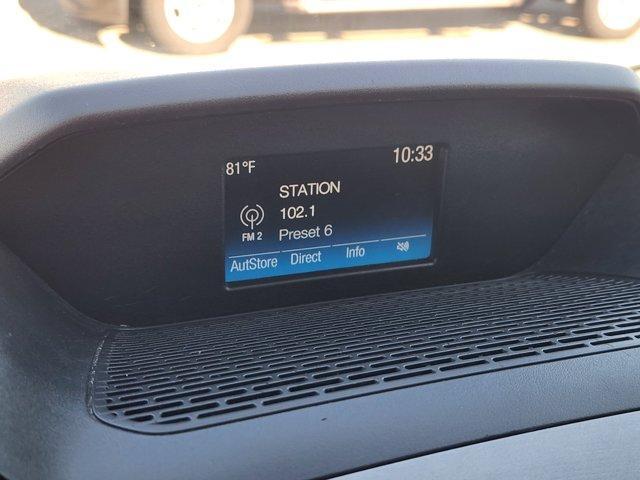 81°F 10:33
STATION
102.1
FM 2 Preset 6
AutStore Direct Info